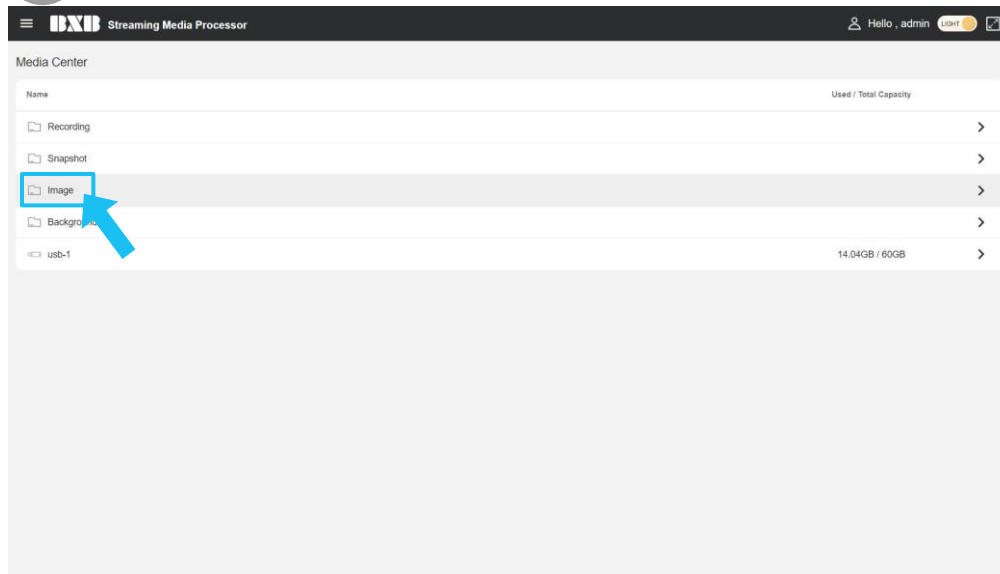 BXB Streaming Media Processor Hello , admin LIGHT
Media Center
Name Used / Total Capacity
Recording
Snapshot
Image
usb-1 14.04GB / 60GB